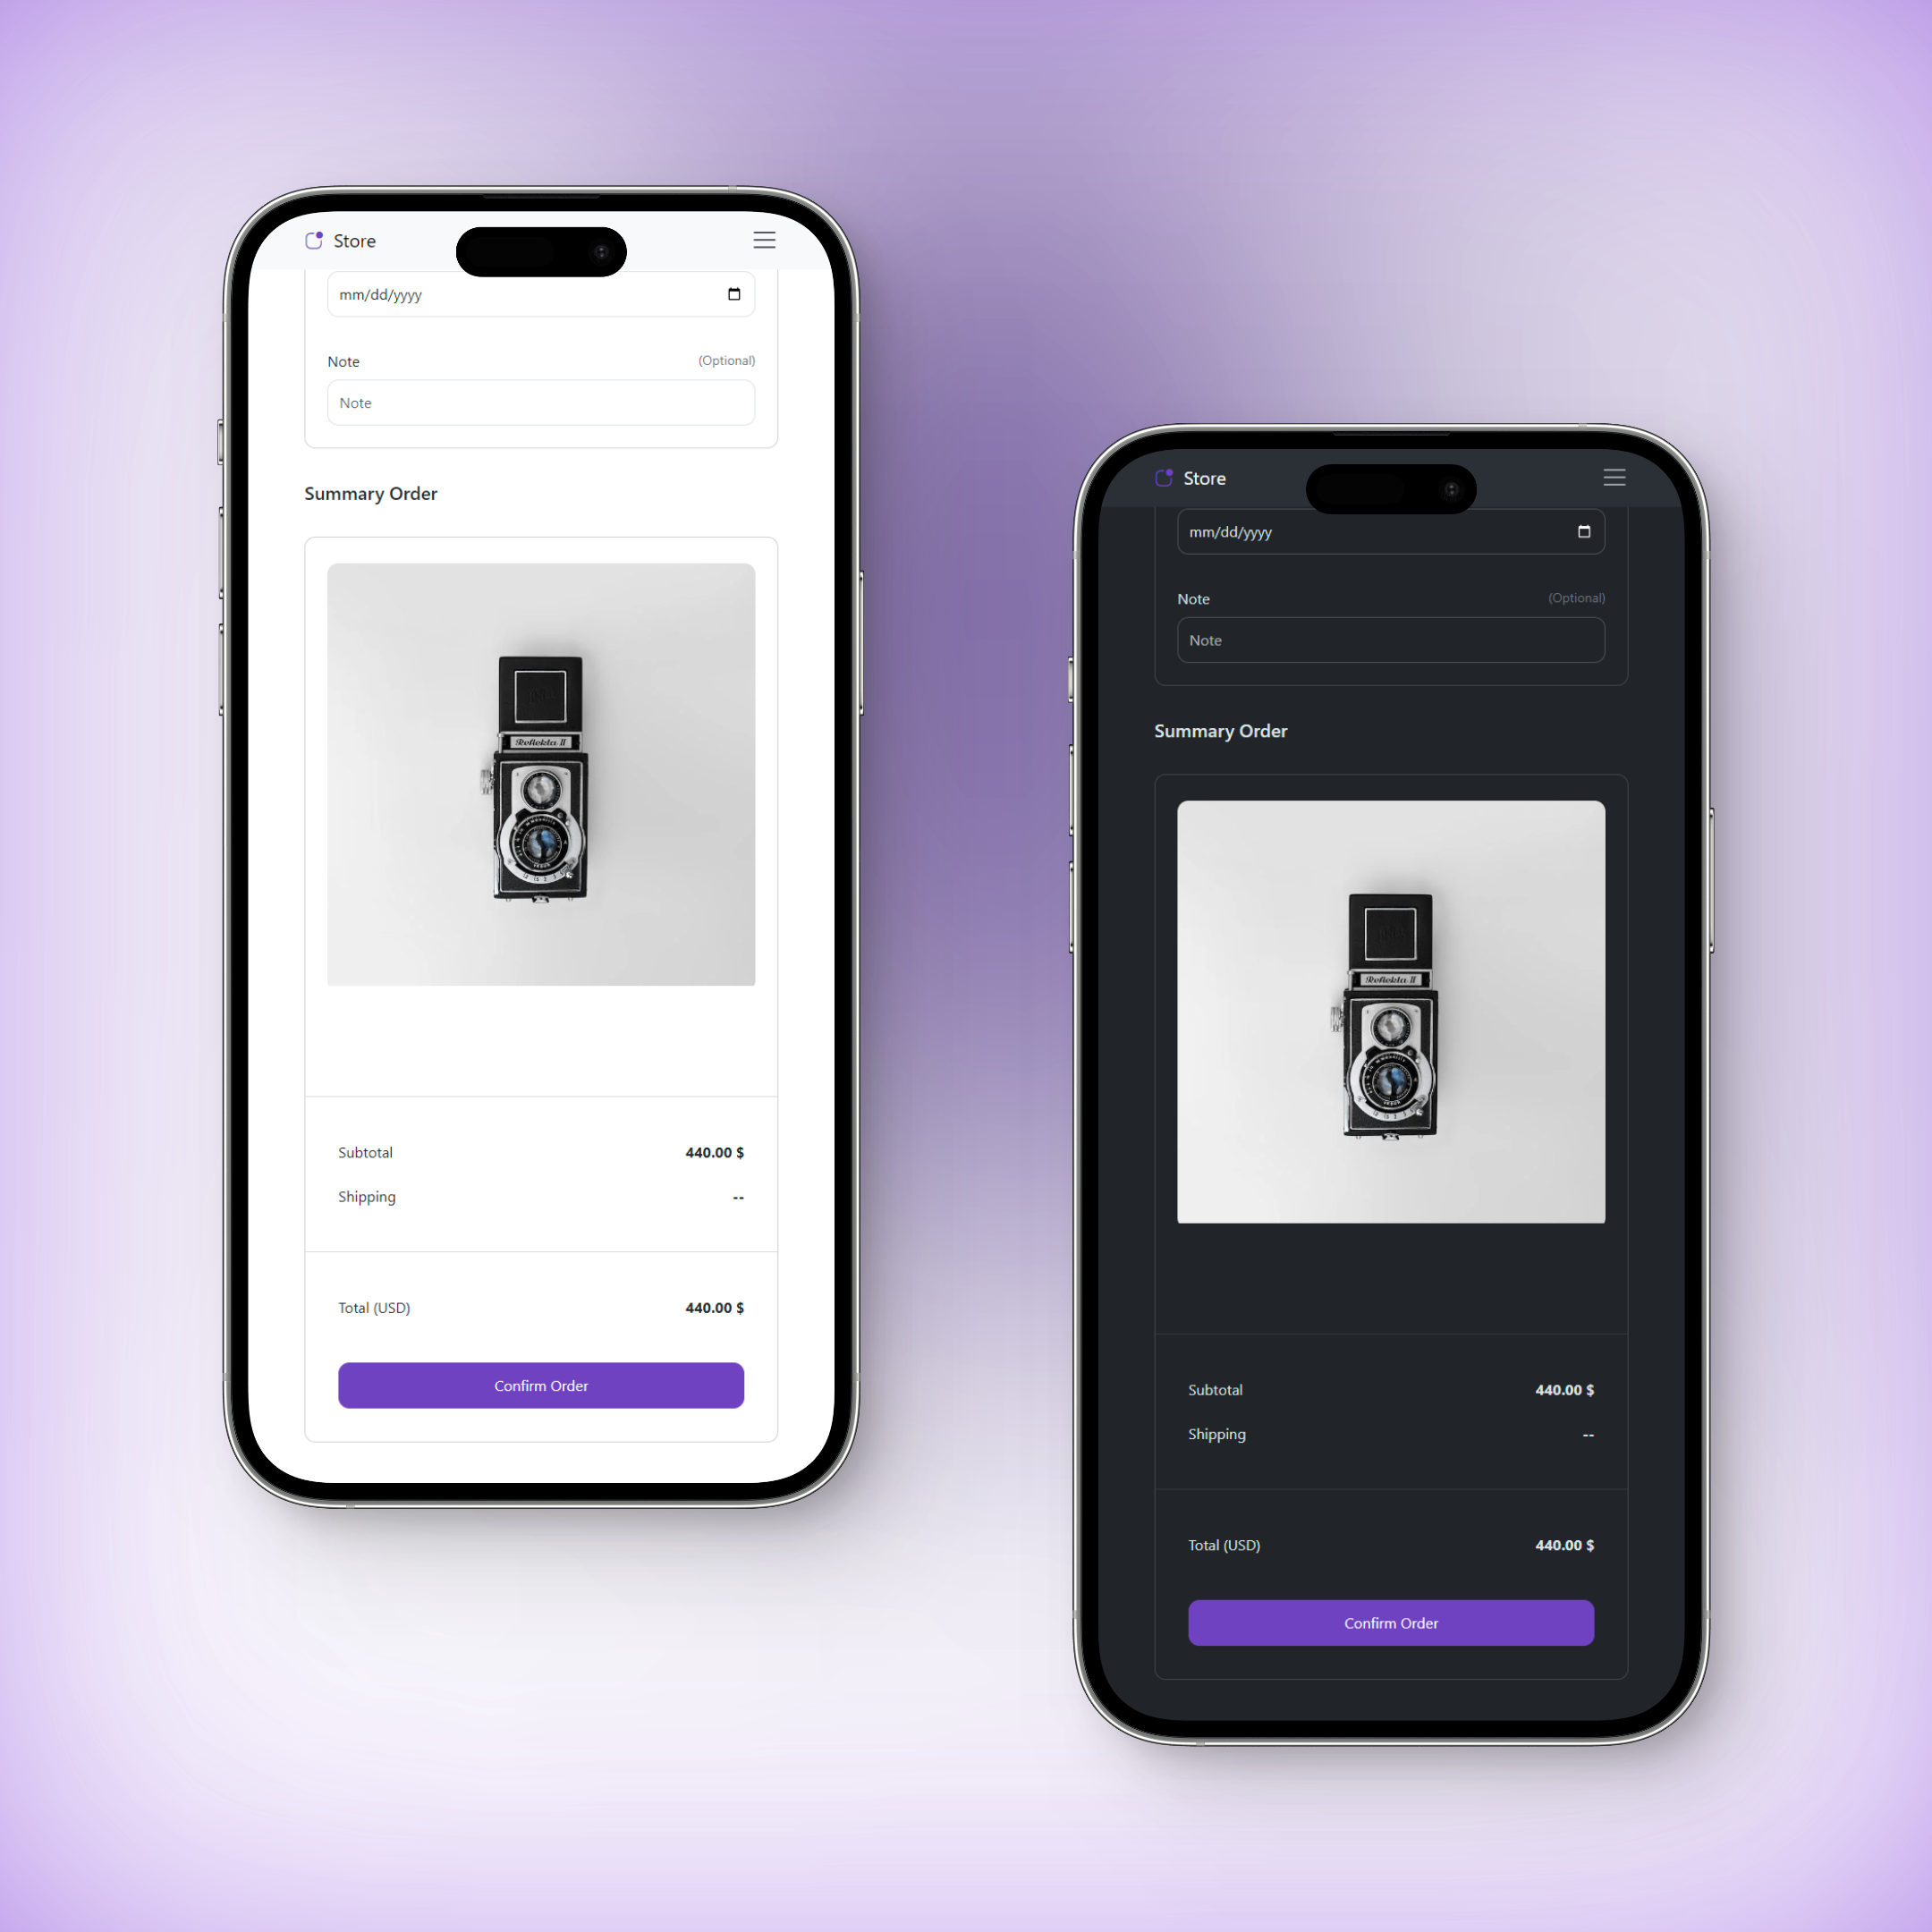 Store
mm/dd/yyyy
Note (Optional)
Note
Summary Order
Reflekta II
Subtotal 440.00 $
Shipping --
Total (USD) 440.00 $
Confirm Order
Store
mm/dd/yyyy
Note (Optional)
Note
Summary Order
Reflekta II
Subtotal 440.00 $
Shipping --
Total (USD) 440.00 $
Confirm Order